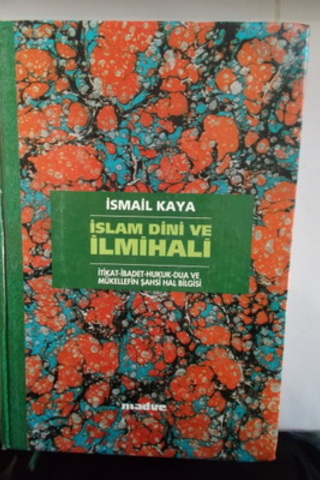 İSMAİL KAYA
İSLAM DİNİ VE
İLMİHALİ
İTİKAT-İBADET-HUKUK-DUA VE
MÜKELLEFİN ŞAHSİ HAL BİLGİSİ
madve